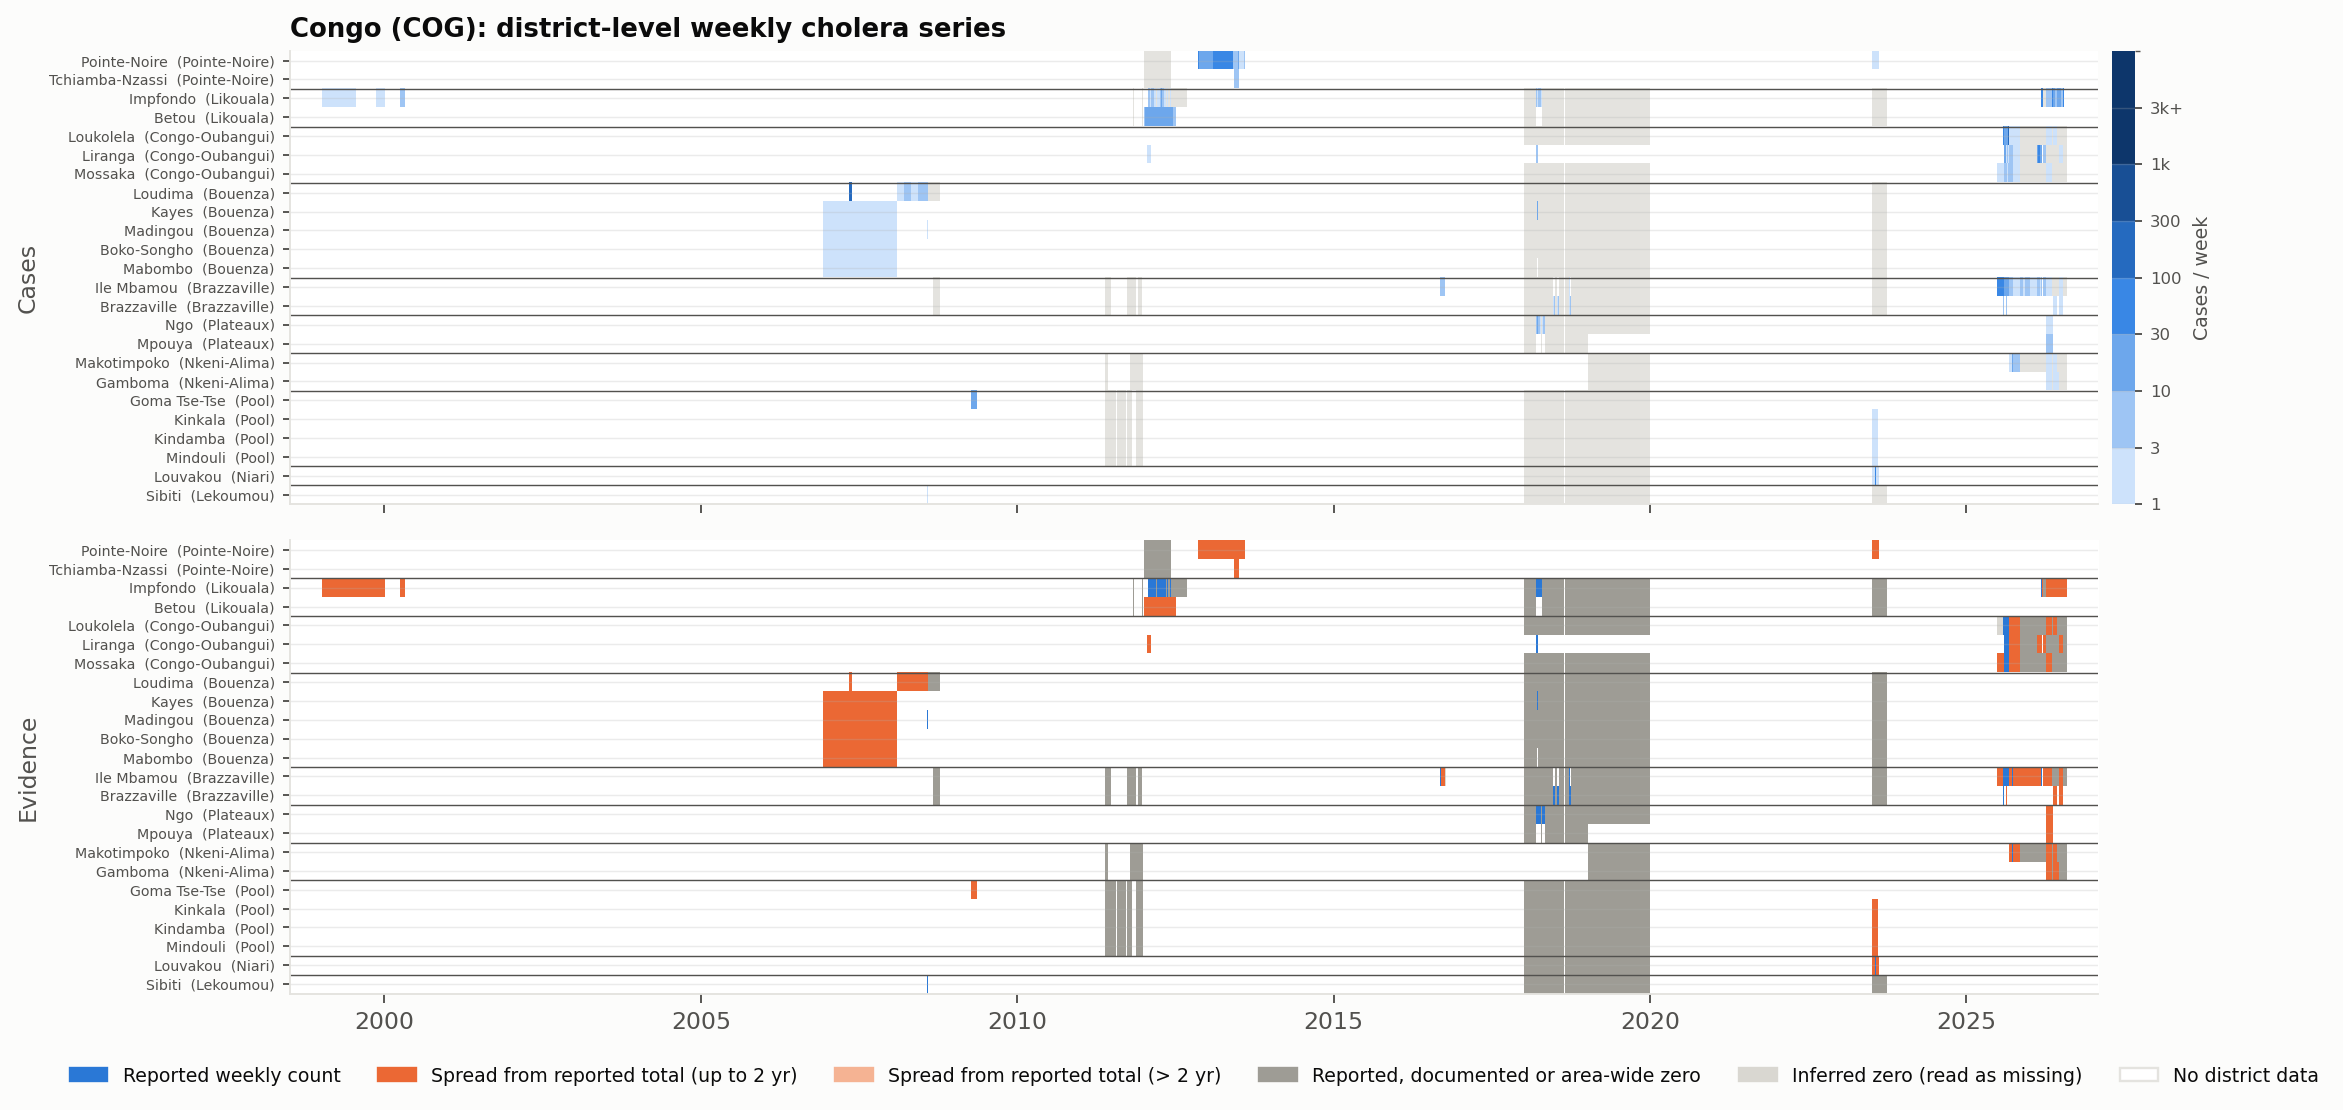 Congo (COG): district-level weekly cholera series
Cases
Pointe-Noire (Pointe-Noire)
Tchiamba-Nzassi (Pointe-Noire)
Impfondo (Likouala)
Betou (Likouala)
Loukolela (Congo-Oubangui)
Liranga (Congo-Oubangui)
Mossaka (Congo-Oubangui)
Loudima (Bouenza)
Kayes (Bouenza)
Madingou (Bouenza)
Boko-Songho (Bouenza)
Mabombo (Bouenza)
Ile Mbamou (Brazzaville)
Brazzaville (Brazzaville)
Ngo (Plateaux)
Mpouya (Plateaux)
Makotimpoko (Nkeni-Alima)
Gamboma (Nkeni-Alima)
Goma Tse-Tse (Pool)
Kinkala (Pool)
Kindamba (Pool)
Mindouli (Pool)
Louvakou (Niari)
Sibiti (Lekoumou)
3k+
1k
300
100
30
10
3
1
Cases / week
Evidence
Pointe-Noire (Pointe-Noire)
Tchiamba-Nzassi (Pointe-Noire)
Impfondo (Likouala)
Betou (Likouala)
Loukolela (Congo-Oubangui)
Liranga (Congo-Oubangui)
Mossaka (Congo-Oubangui)
Loudima (Bouenza)
Kayes (Bouenza)
Madingou (Bouenza)
Boko-Songho (Bouenza)
Mabombo (Bouenza)
Ile Mbamou (Brazzaville)
Brazzaville (Brazzaville)
Ngo (Plateaux)
Mpouya (Plateaux)
Makotimpoko (Nkeni-Alima)
Gamboma (Nkeni-Alima)
Goma Tse-Tse (Pool)
Kinkala (Pool)
Kindamba (Pool)
Mindouli (Pool)
Louvakou (Niari)
Sibiti (Lekoumou)
2000 2005 2010 2015 2020 2025
Reported weekly count Spread from reported total (up to 2 yr) Spread from reported total (> 2 yr) Reported, documented or area-wide zero Inferred zero (read as missing) No district data